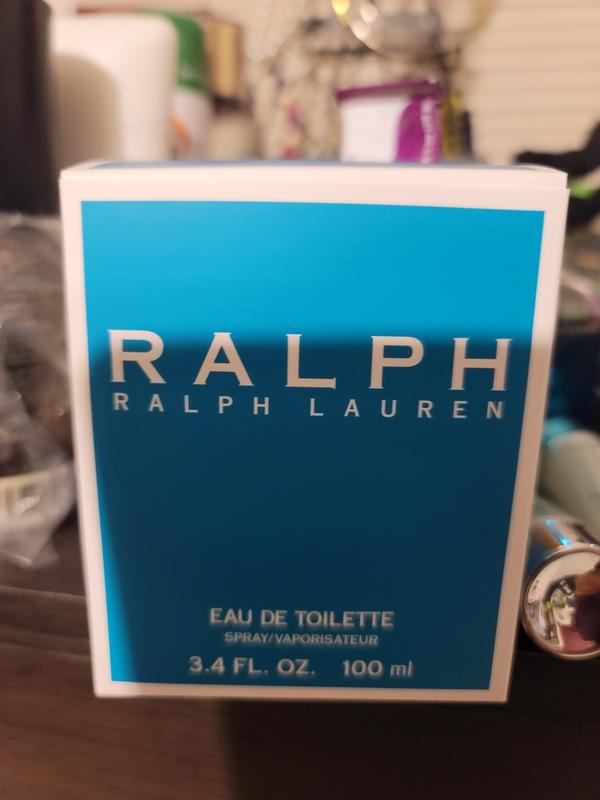 RALPH
RALPH LAUREN
EAU DE TOILETTE
SPRAY/VAPORISATEUR
3.4 FL. OZ. 100 ml